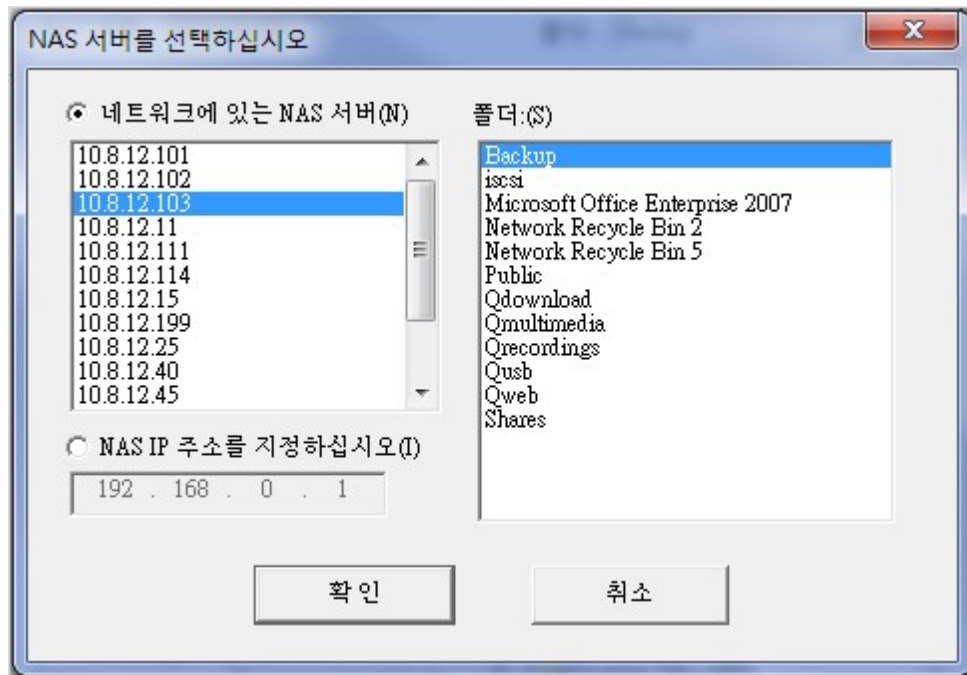 NAS 서버를 선택하십시오
네트워크에 있는 NAS 서버(N)
10.8.12.101
10.8.12.102
10.8.12.103
10.8.12.11
10.8.12.111
10.8.12.114
10.8.12.15
10.8.12.199
10.8.12.25
10.8.12.40
10.8.12.45
NAS IP 주소를 지정하십시오(I)
192 . 168 . 0 . 1
폴더:(S)
Backup
iscsi
Microsoft Office Enterprise 2007
Network Recycle Bin 2
Network Recycle Bin 5
Public
Qdownload
Qmultimedia
Qrecordings
Qusb
Qweb
Shares
확인
취소